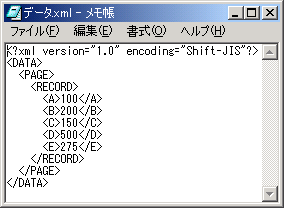 データ.xml - メモ帳
ファイル(F) 編集(E) 書式(O) ヘルプ(H)
<?xml version="1.0" encoding="Shift-JIS"?>
<DATA>
  <PAGE>
    <RECORD>
      <A>100</A>
      <B>200</B>
      <C>150</C>
      <D>500</D>
      <E>275</E>
    </RECORD>
  </PAGE>
</DATA>